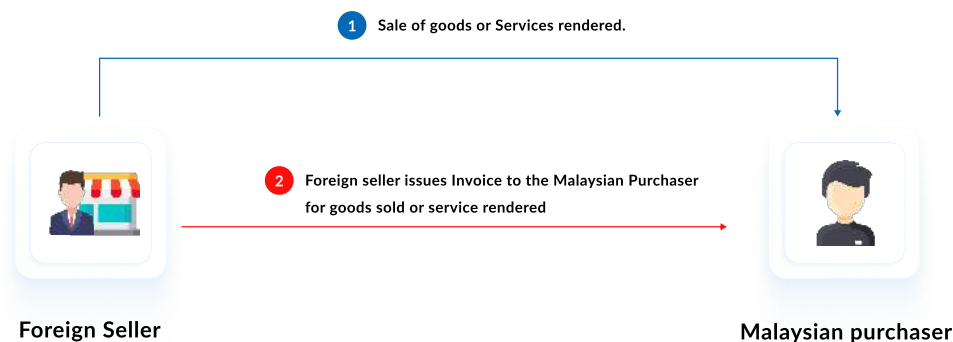 1 Sale of goods or Services rendered.
2 Foreign seller issues Invoice to the Malaysian Purchaser
for goods sold or service rendered
Foreign Seller
Malaysian purchaser